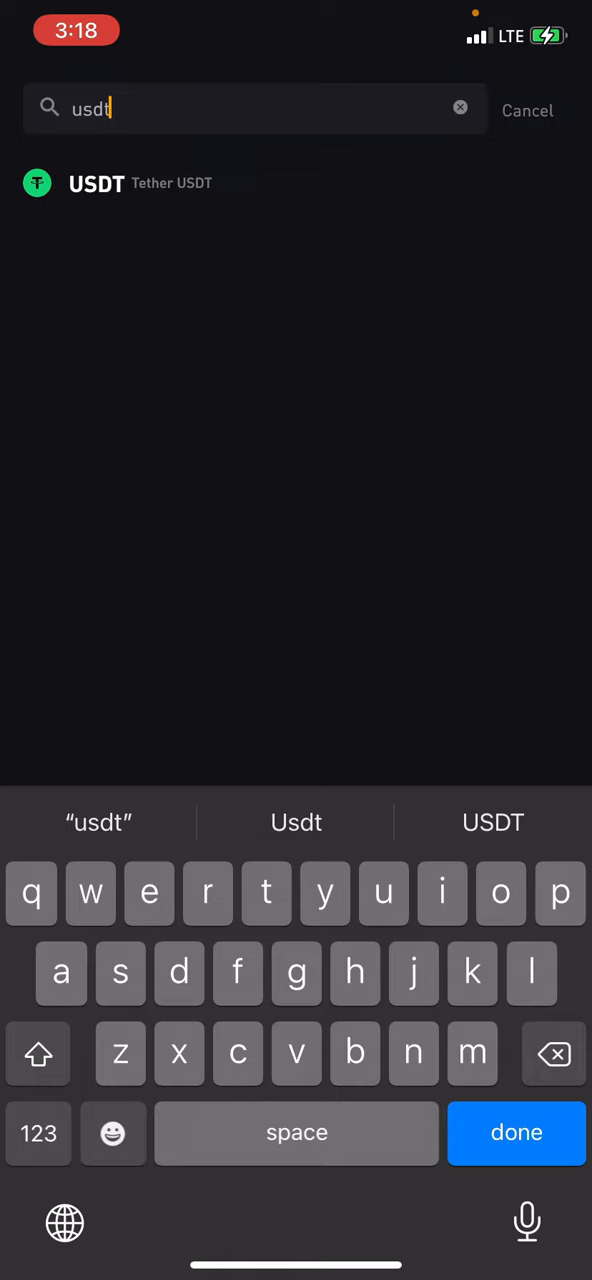 3:18 LTE
usdt Cancel
USDT Tether USDT
“usdt” Usdt USDT
q w e r t y u i o p
a s d f g h j k l
z x c v b n m
123 space done